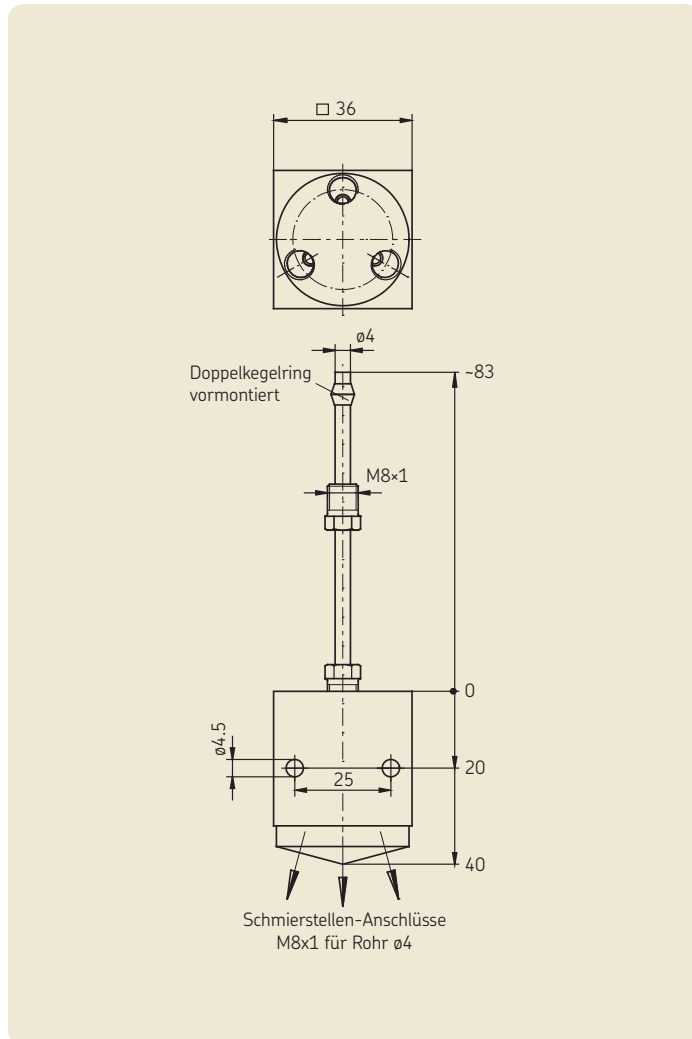 □ 36
ø4
Doppelkegelring
vormontiert
~83
M8×1
0
ø4.5
25
20
40
Schmierstellen-Anschlüsse
M8x1 für Rohr ø4